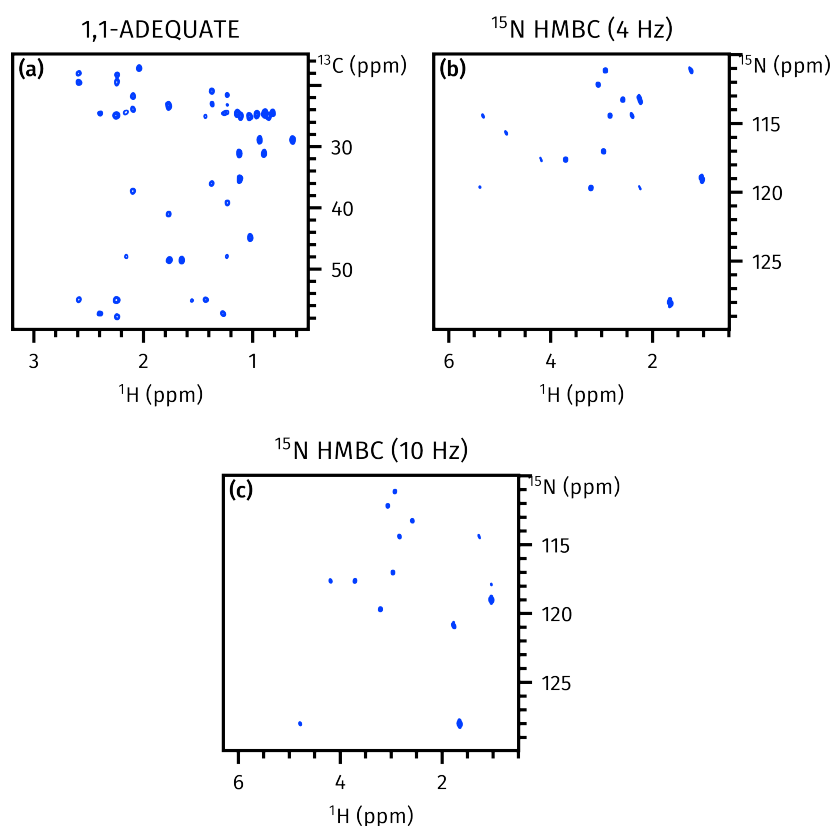 1,1-ADEQUATE
¹⁵N HMBC (4 Hz)
(a)
¹³C (ppm)
30
40
50
3 2 1
¹H (ppm)
(b)
¹⁵N (ppm)
115
120
125
6 4 2
¹H (ppm)
¹⁵N HMBC (10 Hz)
(c)
¹⁵N (ppm)
115
120
125
6 4 2
¹H (ppm)